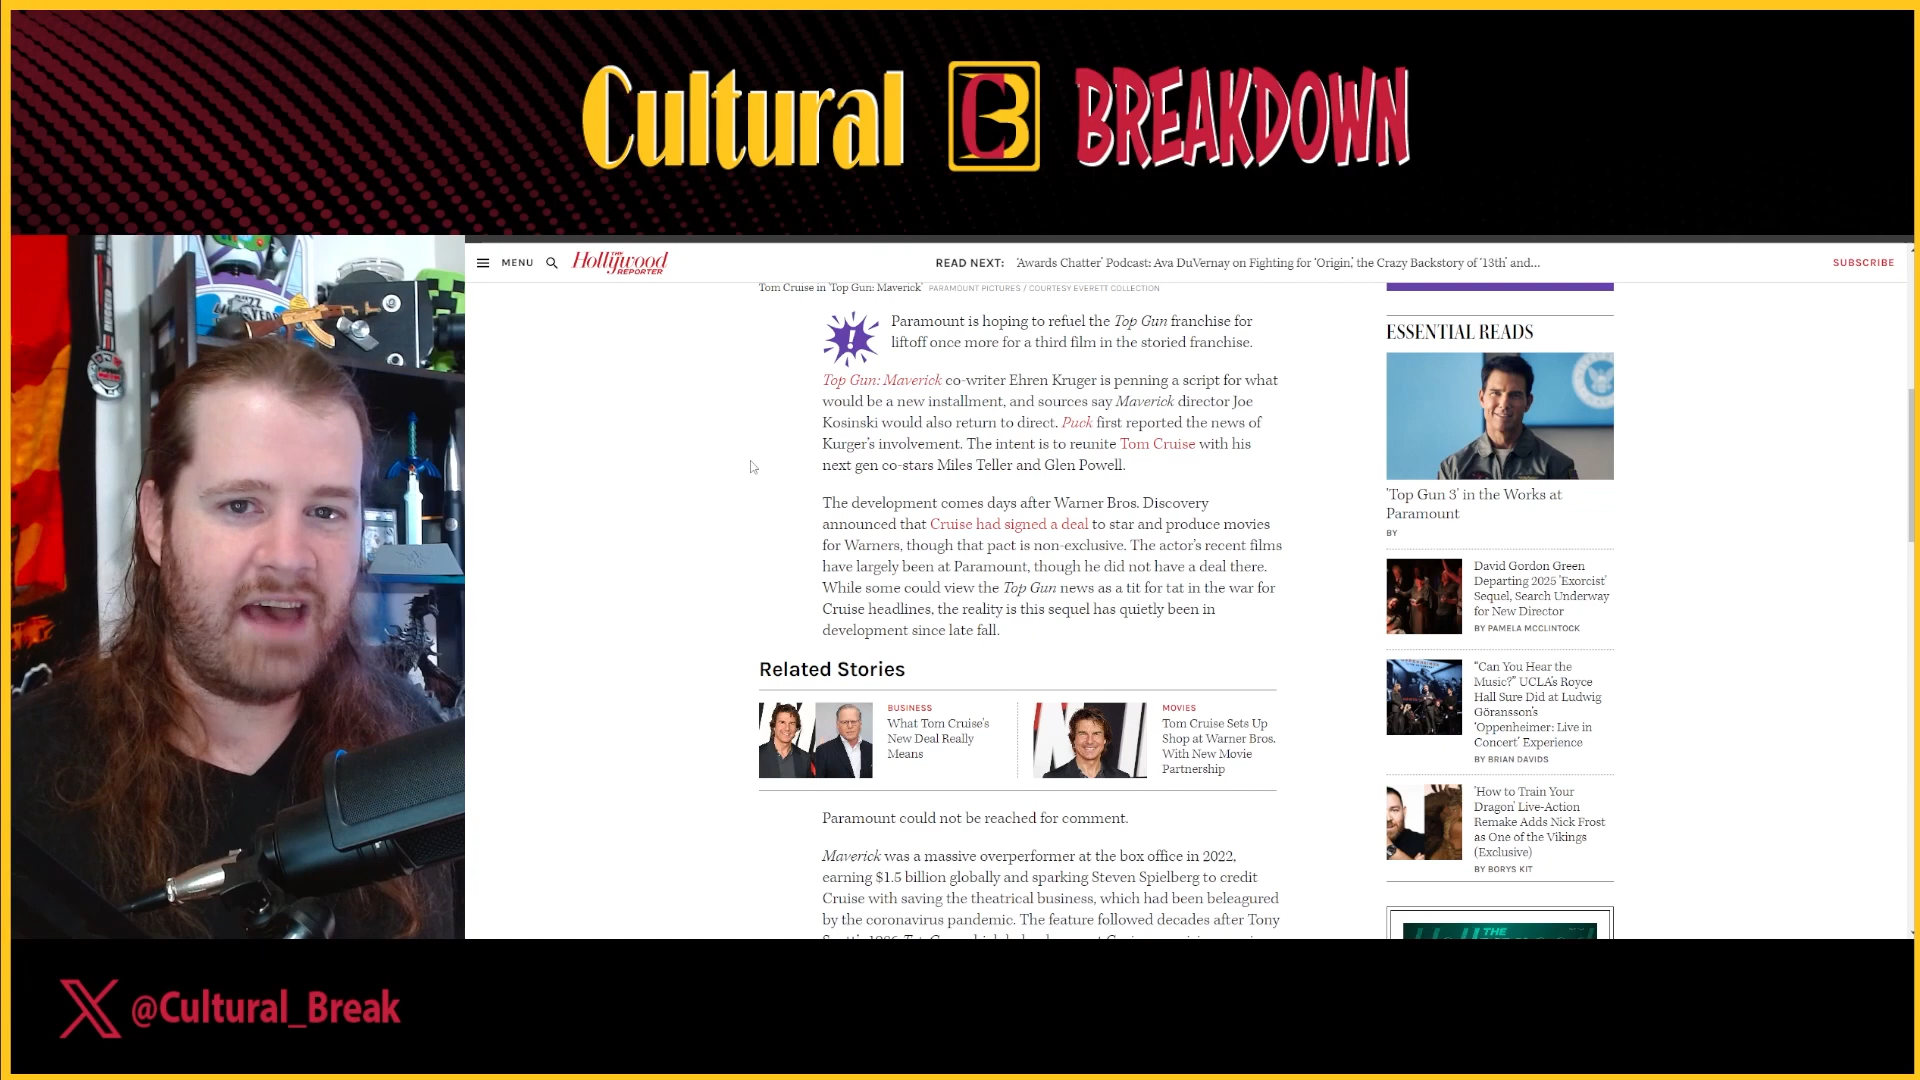 Cultural CB BREAKDOWN
MENU
The Hollywood REPORTER
READ NEXT: 'Awards Chatter' Podcast: Ava DuVernay on Fighting for 'Origin,' the Crazy Backstory of '13th' and...
SUBSCRIBE
Tom Cruise in 'Top Gun: Maverick' PARAMOUNT PICTURES / COURTESY EVERETT COLLECTION
Paramount is hoping to refuel the Top Gun franchise for
liftoff once more for a third film in the storied franchise.
Top Gun: Maverick co-writer Ehren Kruger is penning a script for what
would be a new installment, and sources say Maverick director Joe
Kosinski would also return to direct. Puck first reported the news of
Kurger's involvement. The intent is to reunite Tom Cruise with his
next gen co-stars Miles Teller and Glen Powell.
The development comes days after Warner Bros. Discovery
announced that Cruise had signed a deal to star and produce movies
for Warners, though that pact is non-exclusive. The actor's recent films
have largely been at Paramount, though he did not have a deal there.
While some could view the Top Gun news as a tit for tat in the war for
Cruise headlines, the reality is this sequel has quietly been in
development since late fall.
Related Stories
BUSINESS
What Tom Cruise's
New Deal Really
Means
MOVIES
Tom Cruise Sets Up
Shop at Warner Bros.
With New Movie
Partnership
Paramount could not be reached for comment.
Maverick was a massive overperformer at the box office in 2022,
earning $1.5 billion globally and sparking Steven Spielberg to credit
Cruise with saving the theatrical business, which had been beleagured
by the coronavirus pandemic. The feature followed decades after Tony
ESSENTIAL READS
'Top Gun 3' in the Works at
Paramount
BY
David Gordon Green
Departing 2025 'Exorcist'
Sequel, Search Underway
for New Director
BY PAMELA MCCLINTOCK
"Can You Hear the
Music?" UCLA's Royce
Hall Sure Did at Ludwig
Göransson's
'Oppenheimer: Live in
Concert' Experience
BY BRIAN DAVIDS
'How to Train Your
Dragon' Live-Action
Remake Adds Nick Frost
as One of the Vikings
(Exclusive)
BY BORYS KIT
THE
X @Cultural_Break